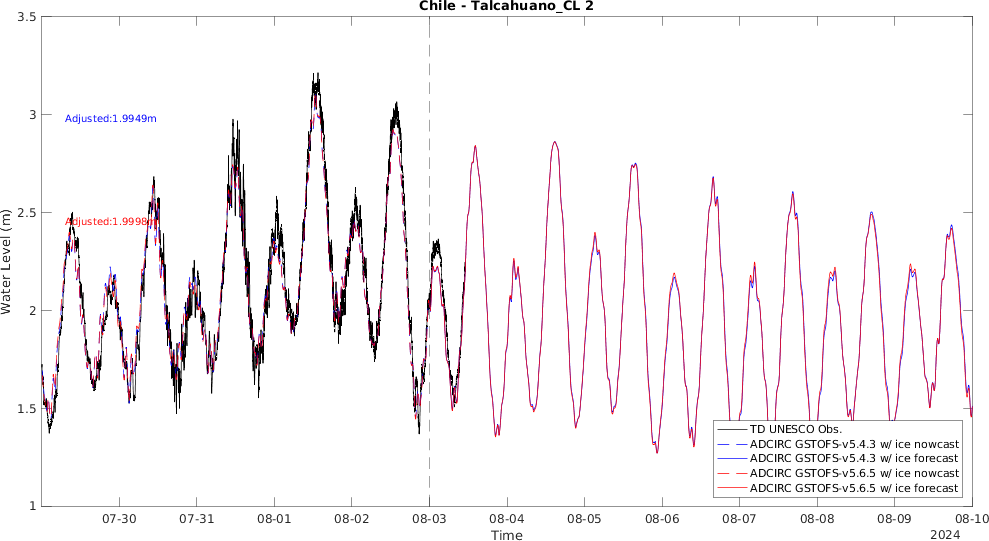 Chile - Talcahuano_CL 2
3.5
3
2.5
2
1.5
1
Water Level (m)
Adjusted:1.9949m
Adjusted:1.9998m
TD UNESCO Obs.
ADCIRC GSTOFS-v5.4.3 w/ ice nowcast
ADCIRC GSTOFS-v5.4.3 w/ ice forecast
ADCIRC GSTOFS-v5.6.5 w/ ice nowcast
ADCIRC GSTOFS-v5.6.5 w/ ice forecast
07-30 07-31 08-01 08-02 08-03 08-04 08-05 08-06 08-07 08-08 08-09 08-10
Time
2024